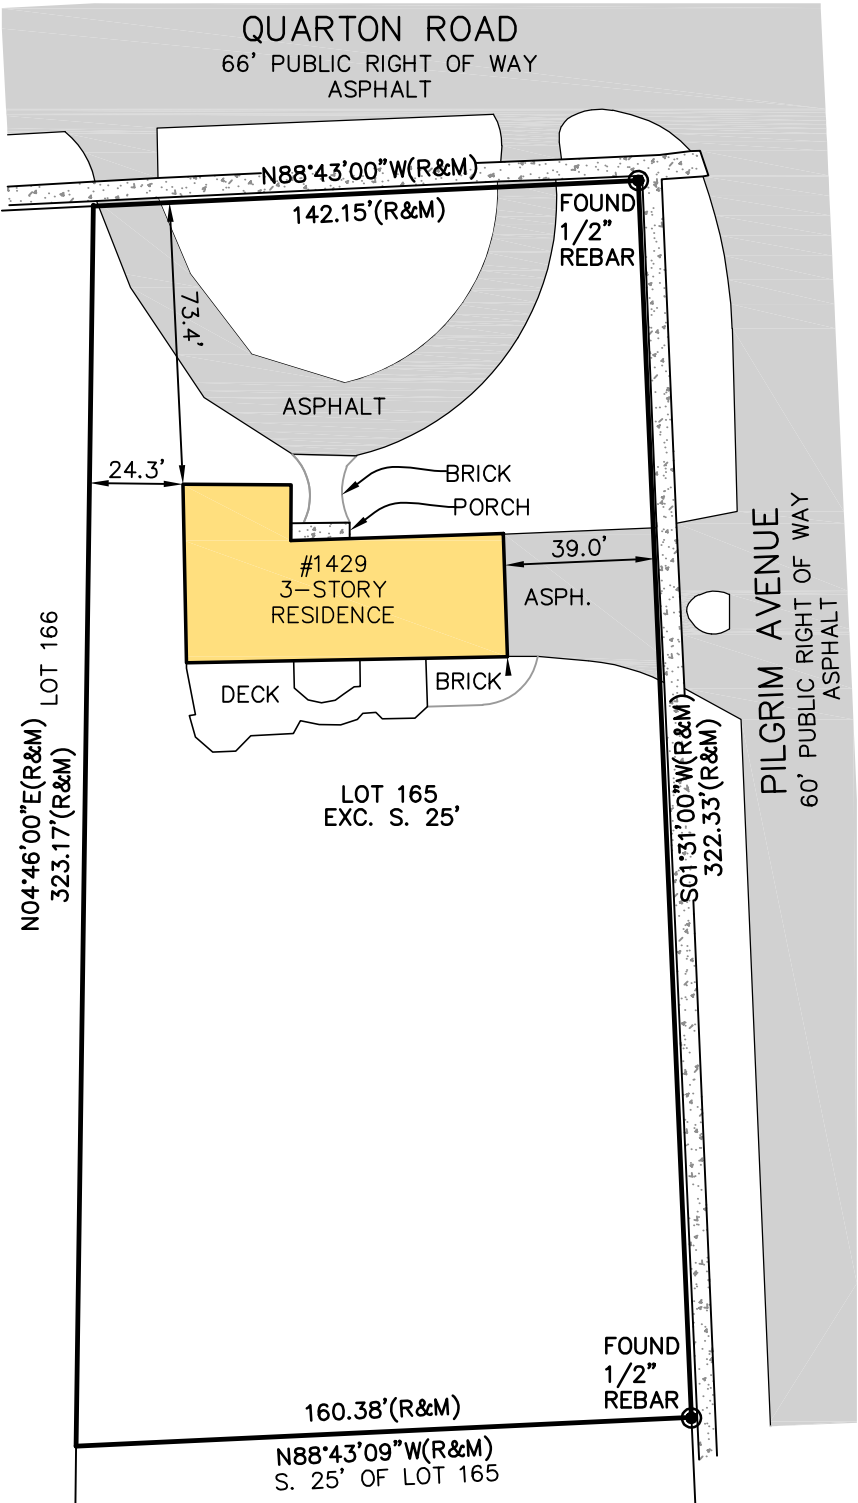 QUARTON ROAD
66' PUBLIC RIGHT OF WAY
ASPHALT
N88°43'00"W(R&M)
142.15'(R&M)
FOUND
1/2"
REBAR
73.4'
ASPHALT
24.3'
BRICK
PORCH
#1429
3-STORY
RESIDENCE
39.0'
ASPH.
DECK
BRICK
LOT 166
N04°46'00"E(R&M)
323.17'(R&M)
LOT 165
EXC. S. 25'
S01°31'00"W(R&M)
322.33'(R&M)
PILGRIM AVENUE
60' PUBLIC RIGHT OF WAY
ASPHALT
FOUND
1/2"
REBAR
160.38'(R&M)
N88°43'09"W(R&M)
S. 25' OF LOT 165